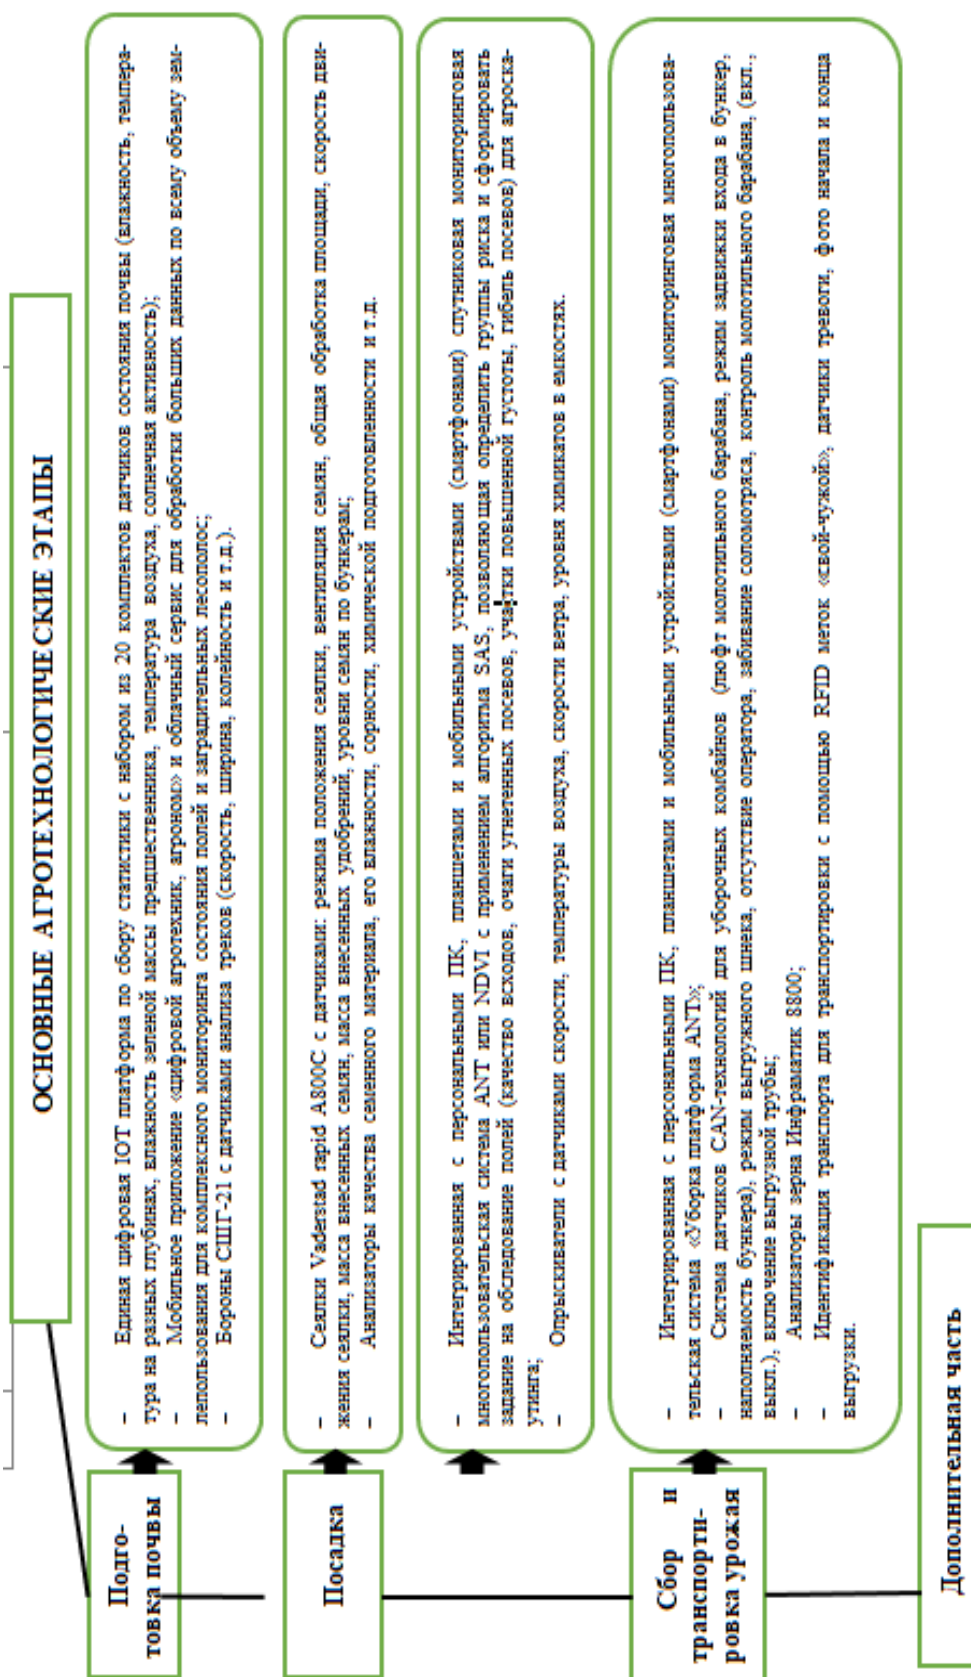 ОСНОВНЫЕ АГРОТЕХНОЛОГИЧЕСКИЕ ЭТАПЫ
Подго-
товка почвы
– Единая цифровая IOT платформа по сбору статистики с набором из 20 комплектов датчиков состояния почвы (влажность, темпера-
тура на разных глубинах, влажность зеленой массы предшественника, температура воздуха, солнечная активность);
– Мобильное приложение «цифровой агротехник, агроном» и облачный сервис для обработки больших данных по всему объему зем-
лепользования для комплексного мониторинга состояния полей и заградительных лесополос;
– Бороны СШГ-21 с датчиками анализа треков (скорость, ширина, колейность и т.д.).
Посадка
– Сеялки Vaderstad rapid A800C с датчиками: режима положения сеялки, вентиляция семян, общая обработка площади, скорость дви-
жения сеялки, масса внесенных семян, масса внесенных удобрений, уровни семян по бункерам;
– Анализаторы качества семенного материала, его влажности, сорности, химической подготовленности и т.д.
– Интегрированная с персональными ПК, планшетами и мобильными устройствами (смартфонами) спутниковая мониторинговая
многопользовательская система ANT или NDVI с применением алгоритма SAS, позволяющая определить группы риска и сформировать
задание на обследование полей (качество всходов, очаги угнетенных посевов, участки повышенной густоты, гибель посевов) для агроска-
утинга;
– Опрыскиватели с датчиками скорости, температуры воздуха, скорости ветра, уровня химикатов в емкостях.
Сбор и
транспорти-
ровка урожая
– Интегрированная с персональными ПК, планшетами и мобильными устройствами (смартфонами) мониторинговая многопользова-
тельская система «Уборка платформа ANT»;
– Система датчиков CAN-технологий для уборочных комбайнов (люфт молотильного барабана, режим задвижки входа в бункер,
наполняемость бункера), режим выгружного шнека, отсутствие оператора, забивание соломотряса, контроль молотильного барабана, (вкл.,
выкл.), включение выгрузной трубы;
– Анализаторы зерна Инфраматик 8800;
– Идентификация транспорта для транспортировки с помощью RFID меток «свой-чужой», датчики тревоги, фото начала и конца
выгрузки.
Дополнительная часть